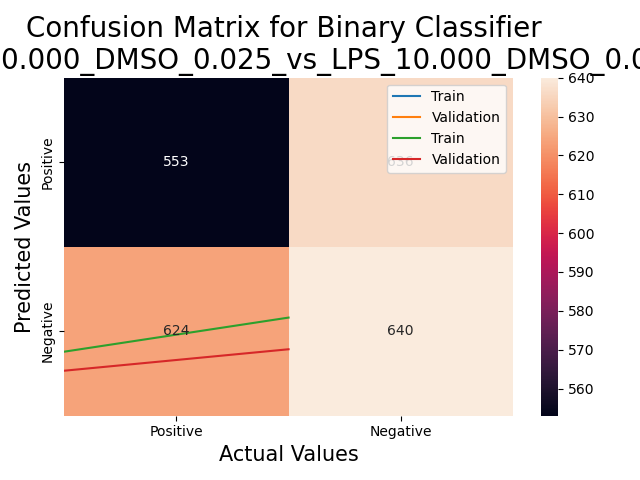 Confusion Matrix for Binary Classifier
0.000_DMSO_0.025_vs_LPS_10.000_DMSO_0.0
Train
Validation
Train
Validation
Predicted Values
Positive
Negative
553
636
624
640
Positive
Negative
Actual Values
640
630
620
610
600
590
580
570
560